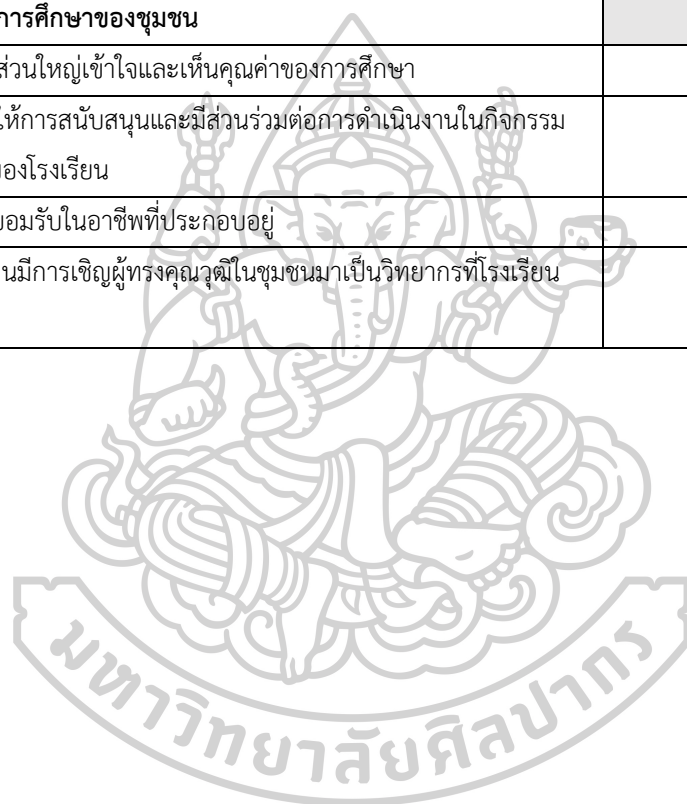 การศึกษาของชุมชน
ส่วนใหญ่เข้าใจและเห็นคุณค่าของการศึกษา
ให้การสนับสนุนและมีส่วนร่วมต่อการดำเนินงานในกิจกรรม
ของโรงเรียน
ยอมรับในอาชีพที่ประกอบอยู่
นมีการเชิญผู้ทรงคุณวุฒิในชุมชนมาเป็นวิทยากรที่โรงเรียน
มหาวิทยาลัยศิลปากร